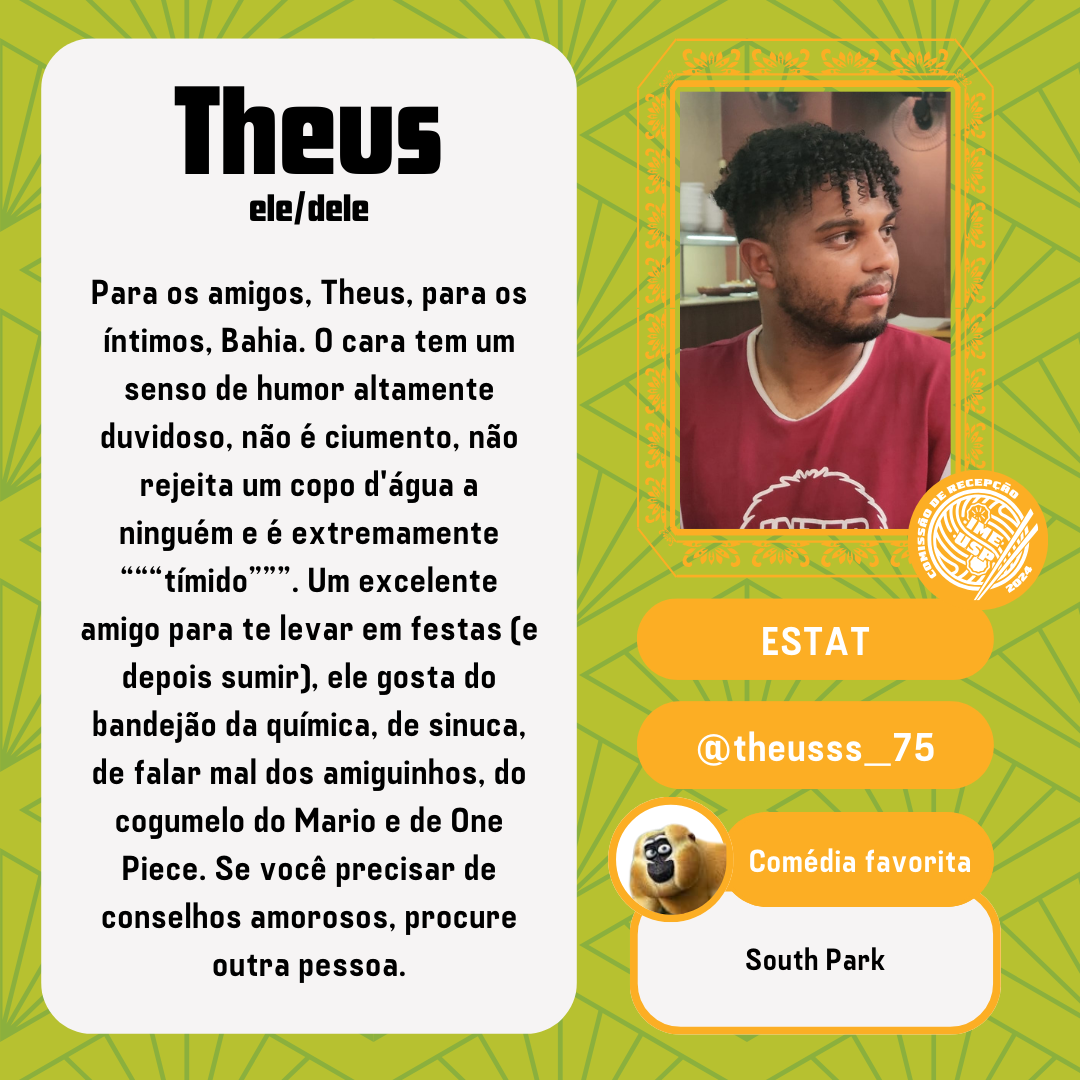 Theus
ele/dele
Para os amigos, Theus, para os
íntimos, Bahia. O cara tem um
senso de humor altamente
duvidoso, não é ciumento, não
rejeita um copo d'água a
ninguém e é extremamente
“““tímido”””. Um excelente
amigo para te levar em festas (e
depois sumir), ele gosta do
bandejão da química, de sinuca,
de falar mal dos amiguinhos, do
cogumelo do Mario e de One
Piece. Se você precisar de
conselhos amorosos, procure
outra pessoa.
COMISSÃO DE RECEPÇÃO
IME
USP
2024
ESTAT
@theusss__75
Comédia favorita
South Park